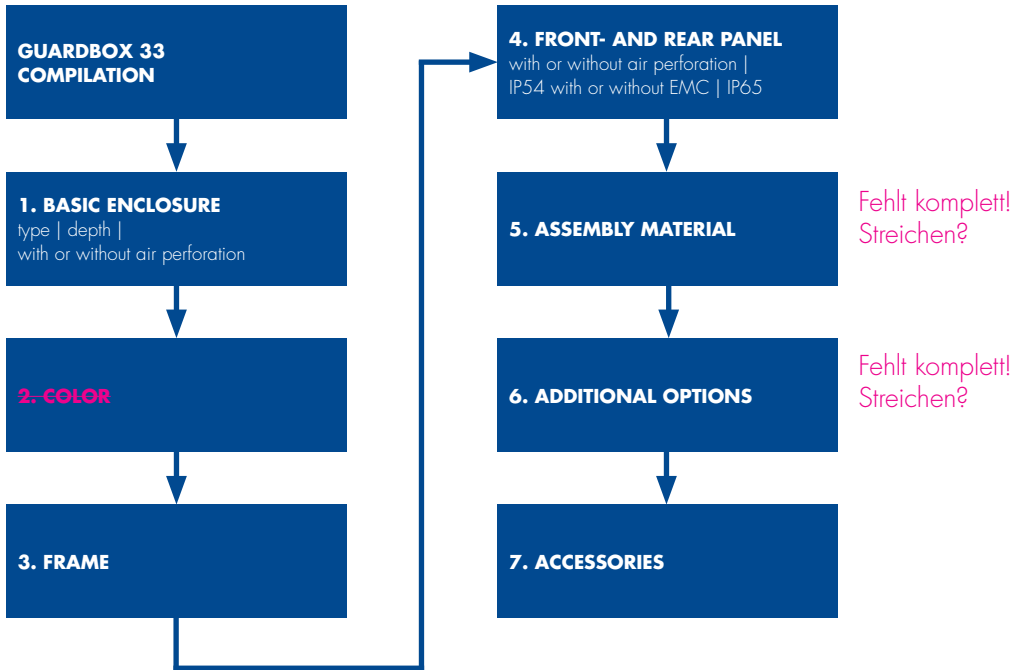 GUARDBOX 33
COMPILATION
1. BASIC ENCLOSURE
type | depth |
with or without air perforation
2. COLOR
3. FRAME
4. FRONT- AND REAR PANEL
with or without air perforation |
IP54 with or without EMC | IP65
5. ASSEMBLY MATERIAL
Fehlt komplett!
Streichen?
6. ADDITIONAL OPTIONS
Fehlt komplett!
Streichen?
7. ACCESSORIES